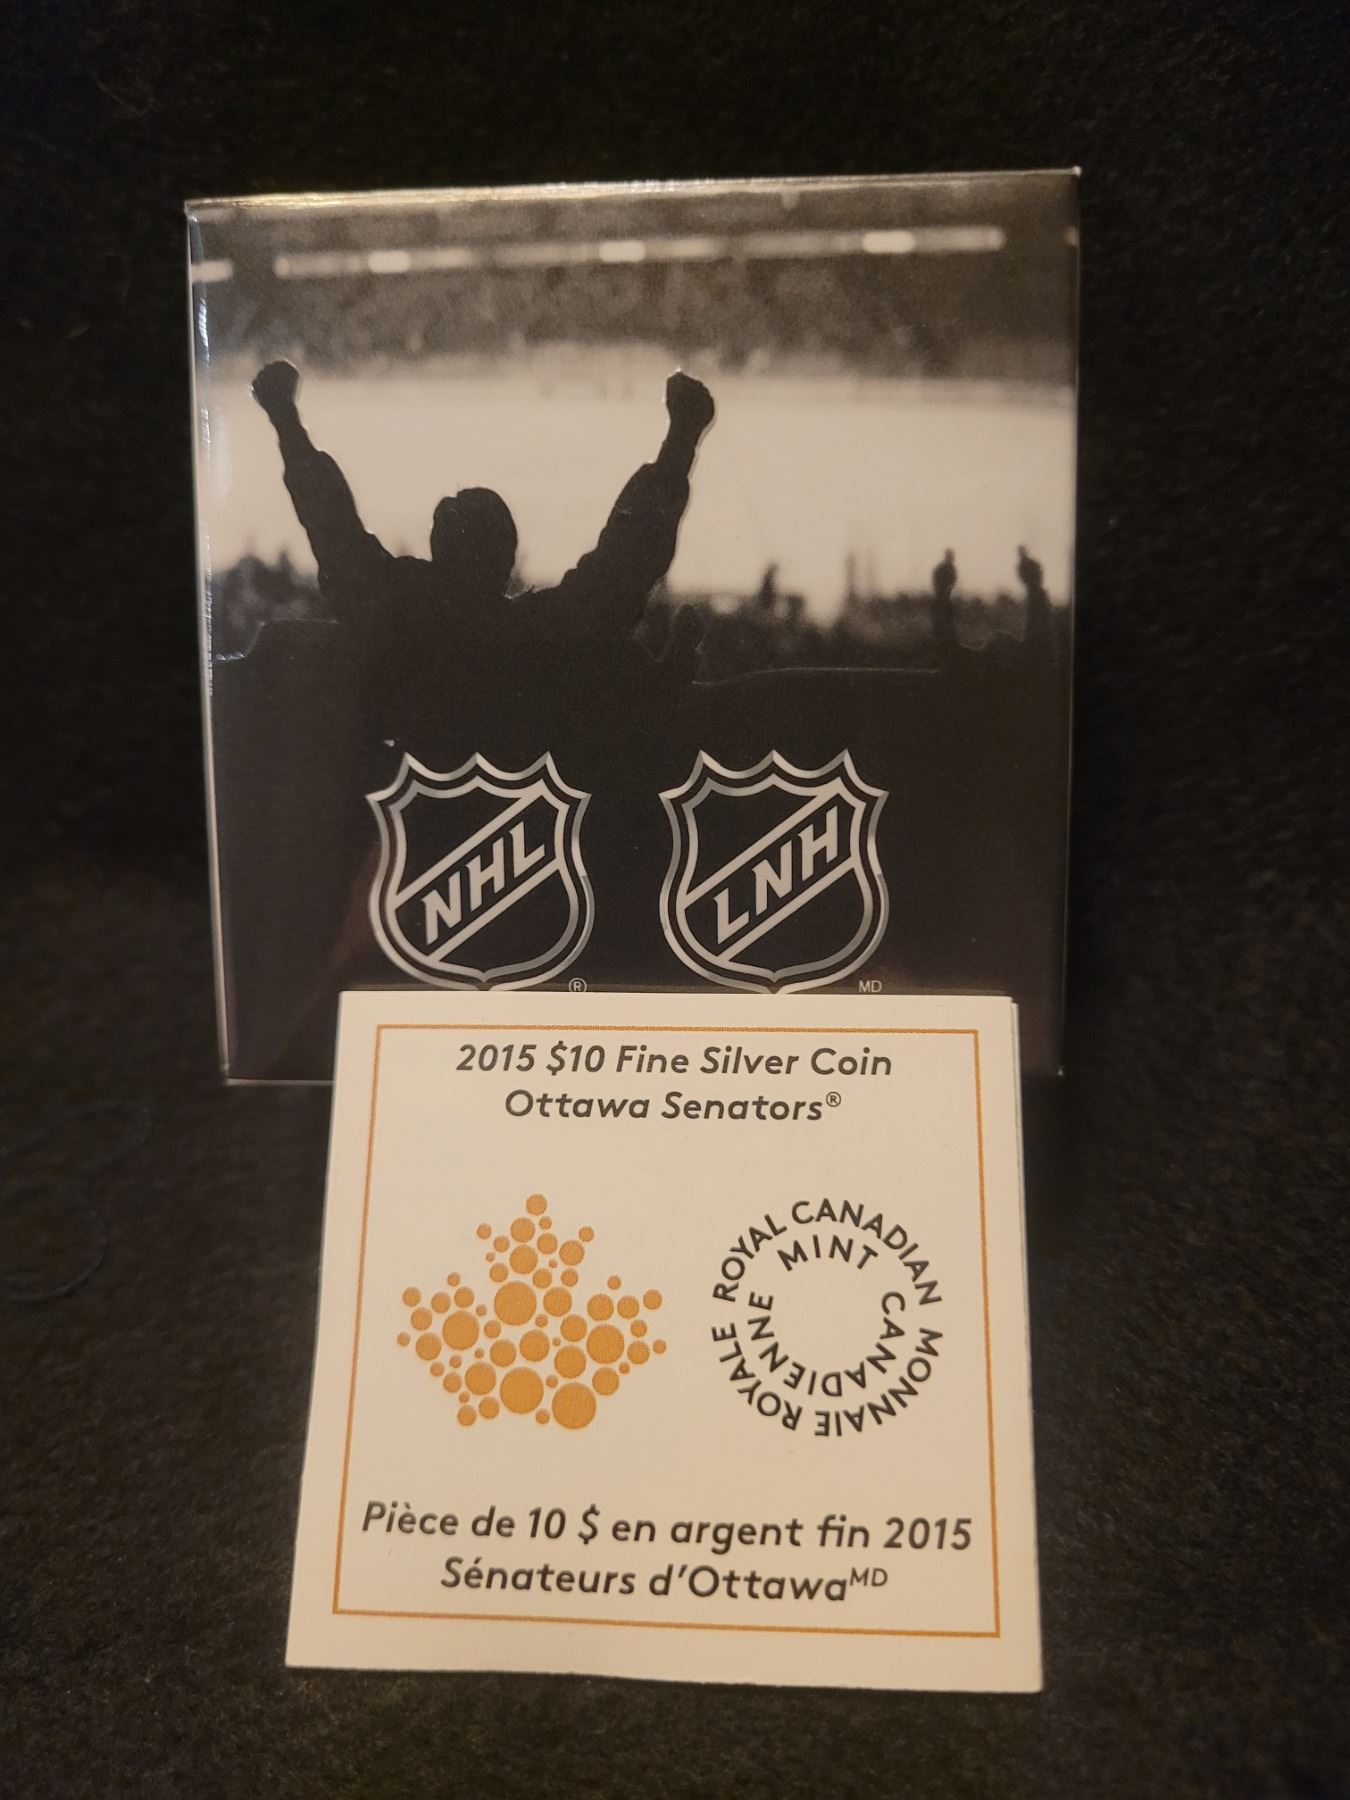 NHL
®
LNH
MD
2015 $10 Fine Silver Coin
Ottawa Senators®
ROYAL CANADIAN MINT
MONNAIE ROYALE CANADIENNE
Pièce de 10 $ en argent fin 2015
Sénateurs d'OttawaMD